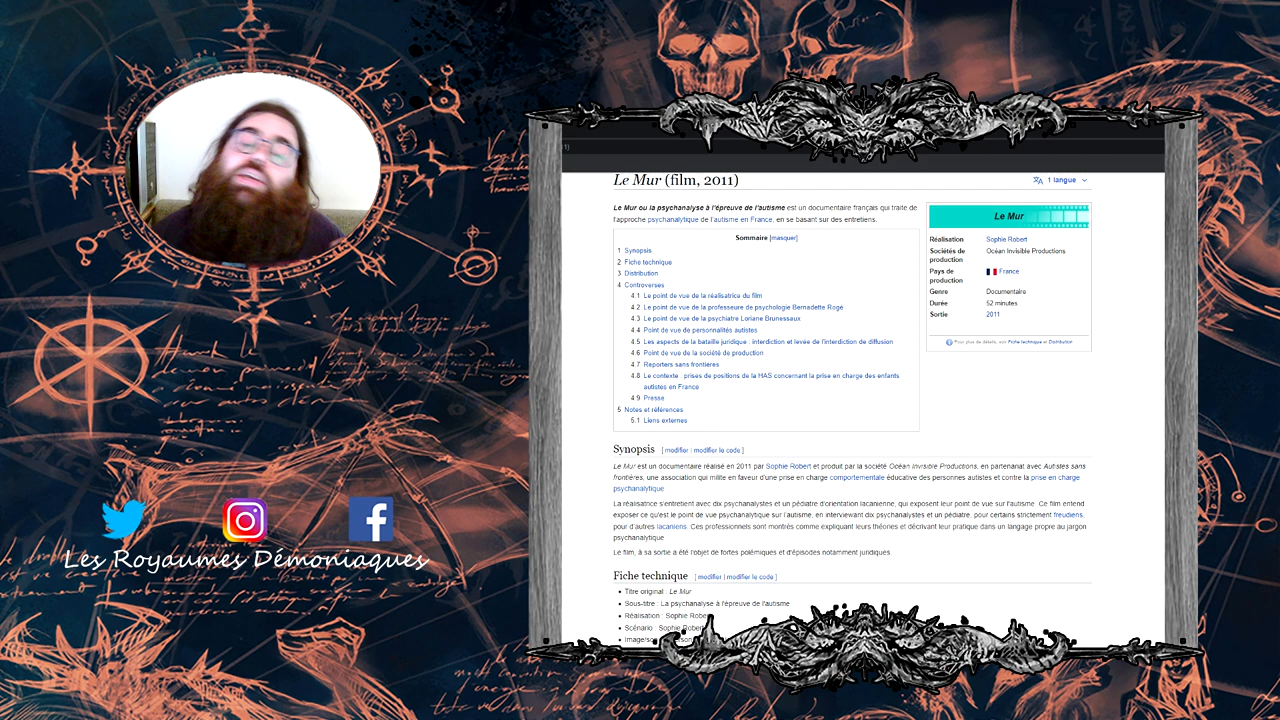 Les Royaumes Démoniaques
Le Mur (film, 2011)
1 langue
Le Mur ou la psychanalyse à l'épreuve de l'autisme est un documentaire français qui traite de
l'approche psychanalytique de l'autisme en France, en se basant sur des entretiens.
Sommaire [masquer]
1 Synopsis
2 Fiche technique
3 Distribution
4 Controverses
4.1 Le point de vue de la réalisatrice du film
4.2 Le point de vue de la professeure de psychologie Bernadette Rogé
4.3 Le point de vue de la psychiatre Loriane Brunessaux
4.4 Point de vue de personnalités autistes
4.5 Les aspects de la bataille juridique : interdiction et levée de l'interdiction de diffusion
4.6 Point de vue de la société de production
4.7 Reporters sans frontières
4.8 Le contexte : prises de positions de la HAS concernant la prise en charge des enfants
autistes en France
4.9 Presse
5 Notes et références
5.1 Liens externes
Le Mur
Réalisation Sophie Robert
Sociétés de production Océan Invisible Productions
Pays de production France
Genre Documentaire
Durée 52 minutes
Sortie 2011
Pour plus de détails, voir Fiche technique et Distribution
Synopsis [ modifier | modifier le code ]
Le Mur est un documentaire réalisé en 2011 par Sophie Robert et produit par la société Océan Invisible Productions, en partenariat avec Autistes sans
frontières, une association qui milite en faveur d'une prise en charge comportementale éducative des personnes autistes et contre la prise en charge
psychanalytique.
La réalisatrice s'entretient avec dix psychanalystes et un pédiatre d'orientation lacanienne, qui exposent leur point de vue sur l'autisme. Ce film entend
exposer ce qu'est le point de vue psychanalytique sur l'autisme, en interviewant dix psychanalystes et un pédiatre, pour certains strictement freudiens,
pour d'autres lacaniens. Ces professionnels sont montrés comme expliquant leurs théories et décrivant leur pratique dans un langage propre au jargon
psychanalytique.
Le film, à sa sortie a été l'objet de fortes polémiques et d'épisodes notamment juridiques.
Fiche technique [ modifier | modifier le code ]
• Titre original : Le Mur
• Sous-titre : La psychanalyse à l'épreuve de l'autisme
• Réalisation : Sophie Robert
• Scénario : Sophie Robert